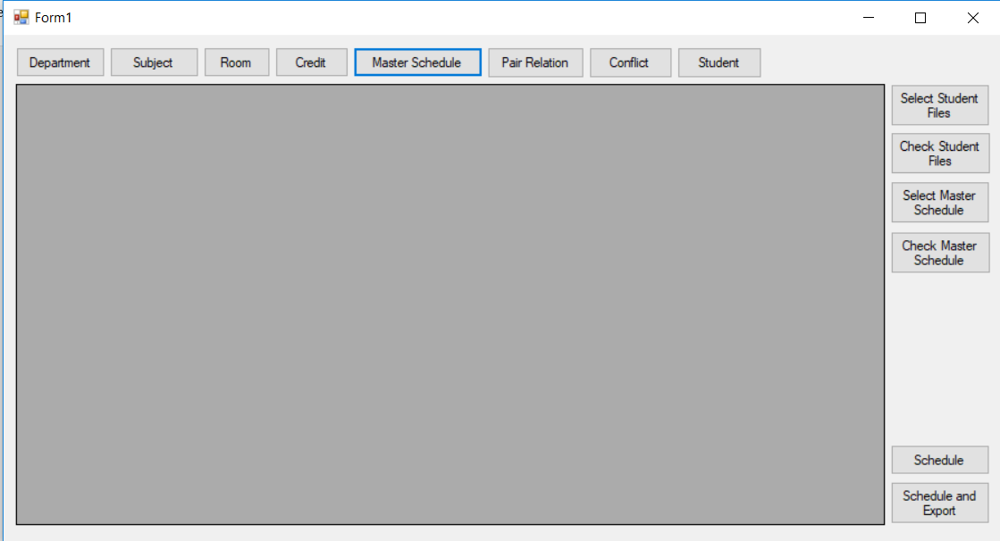 Form1
Department Subject Room Credit Master Schedule Pair Relation Conflict Student
Select Student
Files
Check Student
Files
Select Master
Schedule
Check Master
Schedule
Schedule
Schedule and
Export